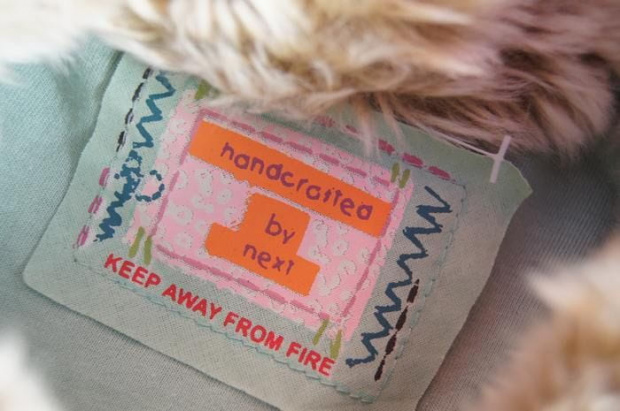 handcrafted
by
next
KEEP AWAY FROM FIRE